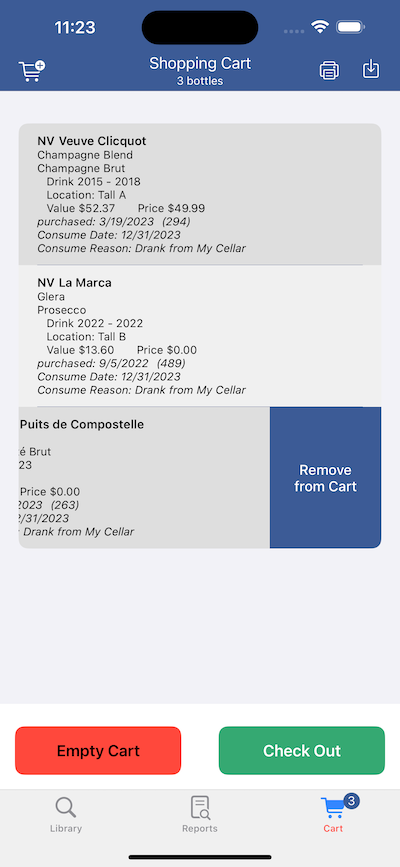 11:23
Shopping Cart
3 bottles
NV Veuve Clicquot
Champagne Blend
Champagne Brut
Drink 2015 - 2018
Location: Tall A
Value $52.37 Price $49.99
purchased: 3/19/2023 (294)
Consume Date: 12/31/2023
Consume Reason: Drank from My Cellar
NV La Marca
Glera
Prosecco
Drink 2022 - 2022
Location: Tall B
Value $13.60 Price $0.00
purchased: 9/5/2022 (489)
Consume Date: 12/31/2023
Consume Reason: Drank from My Cellar
Puits de Compostelle
é Brut
23
Price $0.00
2023 (263)
2/31/2023
Drank from My Cellar
Remove
from Cart
Empty Cart
Check Out
3
Library
Reports
Cart